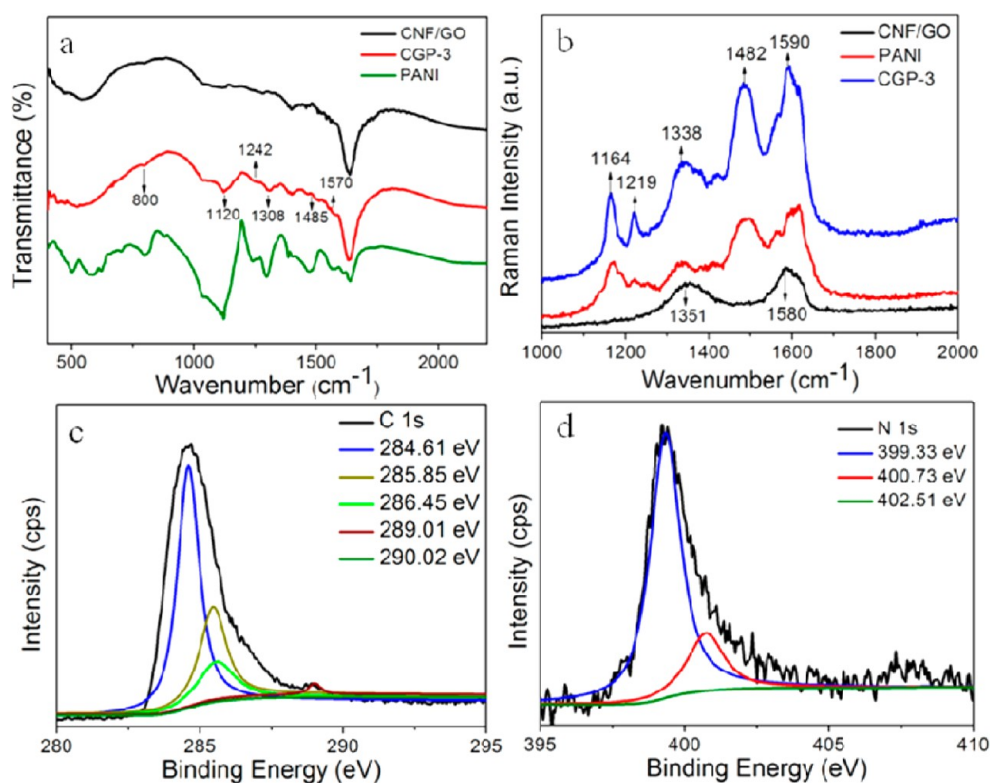 a
CNF/GO
CGP-3
PANI
Transmittance (%)
800
1120
1242
1308
1485
1570
500 1000 1500 2000
Wavenumber (cm⁻¹)
b
CNF/GO
PANI
CGP-3
Raman Intensity (a.u.)
1164
1219
1338
1482
1590
1351
1580
1000 1200 1400 1600 1800 2000
Wavenumber (cm⁻¹)
c
C 1s
284.61 eV
285.85 eV
286.45 eV
289.01 eV
290.02 eV
Intensity (cps)
280 285 290 295
Binding Energy (eV)
d
N 1s
399.33 eV
400.73 eV
402.51 eV
Intensity (cps)
395 400 405 410
Binding Energy (eV)